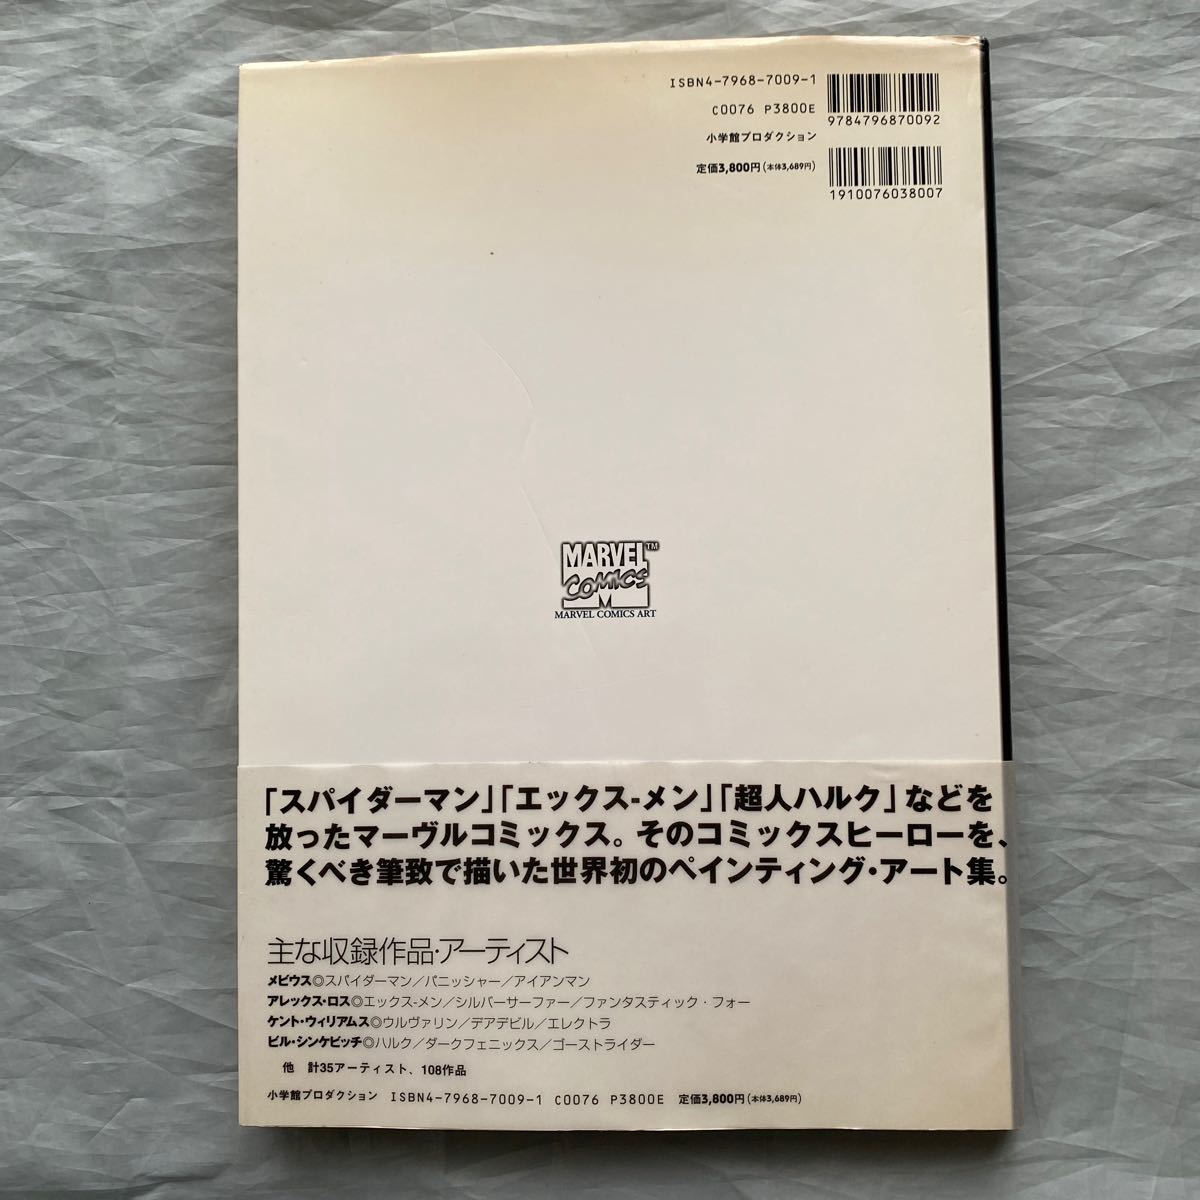 ISBN4-7968-7009-1
C0076 P3800E
9784796870092
小学館プロダクション
定価3,800円(本体3,689円)
1910076038007
MARVEL™
COMICS
M
MARVEL COMICS ART
「スパイダーマン」「エックス-メン」「超人ハルク」などを
放ったマーヴルコミックス。そのコミックスヒーローを、
驚くべき筆致で描いた世界初のペインティング・アート集。
主な収録作品・アーティスト
メビウス◎スパイダーマン／パニッシャー／アイアンマン
アレックス・ロス◎エックス-メン／シルバーサーファー／ファンタスティック・フォー
ケント・ウィリアムス◎ウルヴァリン／デアデビル／エレクトラ
ビル・シンケビッチ◎ハルク／ダークフェニックス／ゴーストライダー
他 計35アーティスト、108作品
小学館プロダクション ISBN4-7968-7009-1 C0076 P3800E 定価3,800円(本体3,689円)